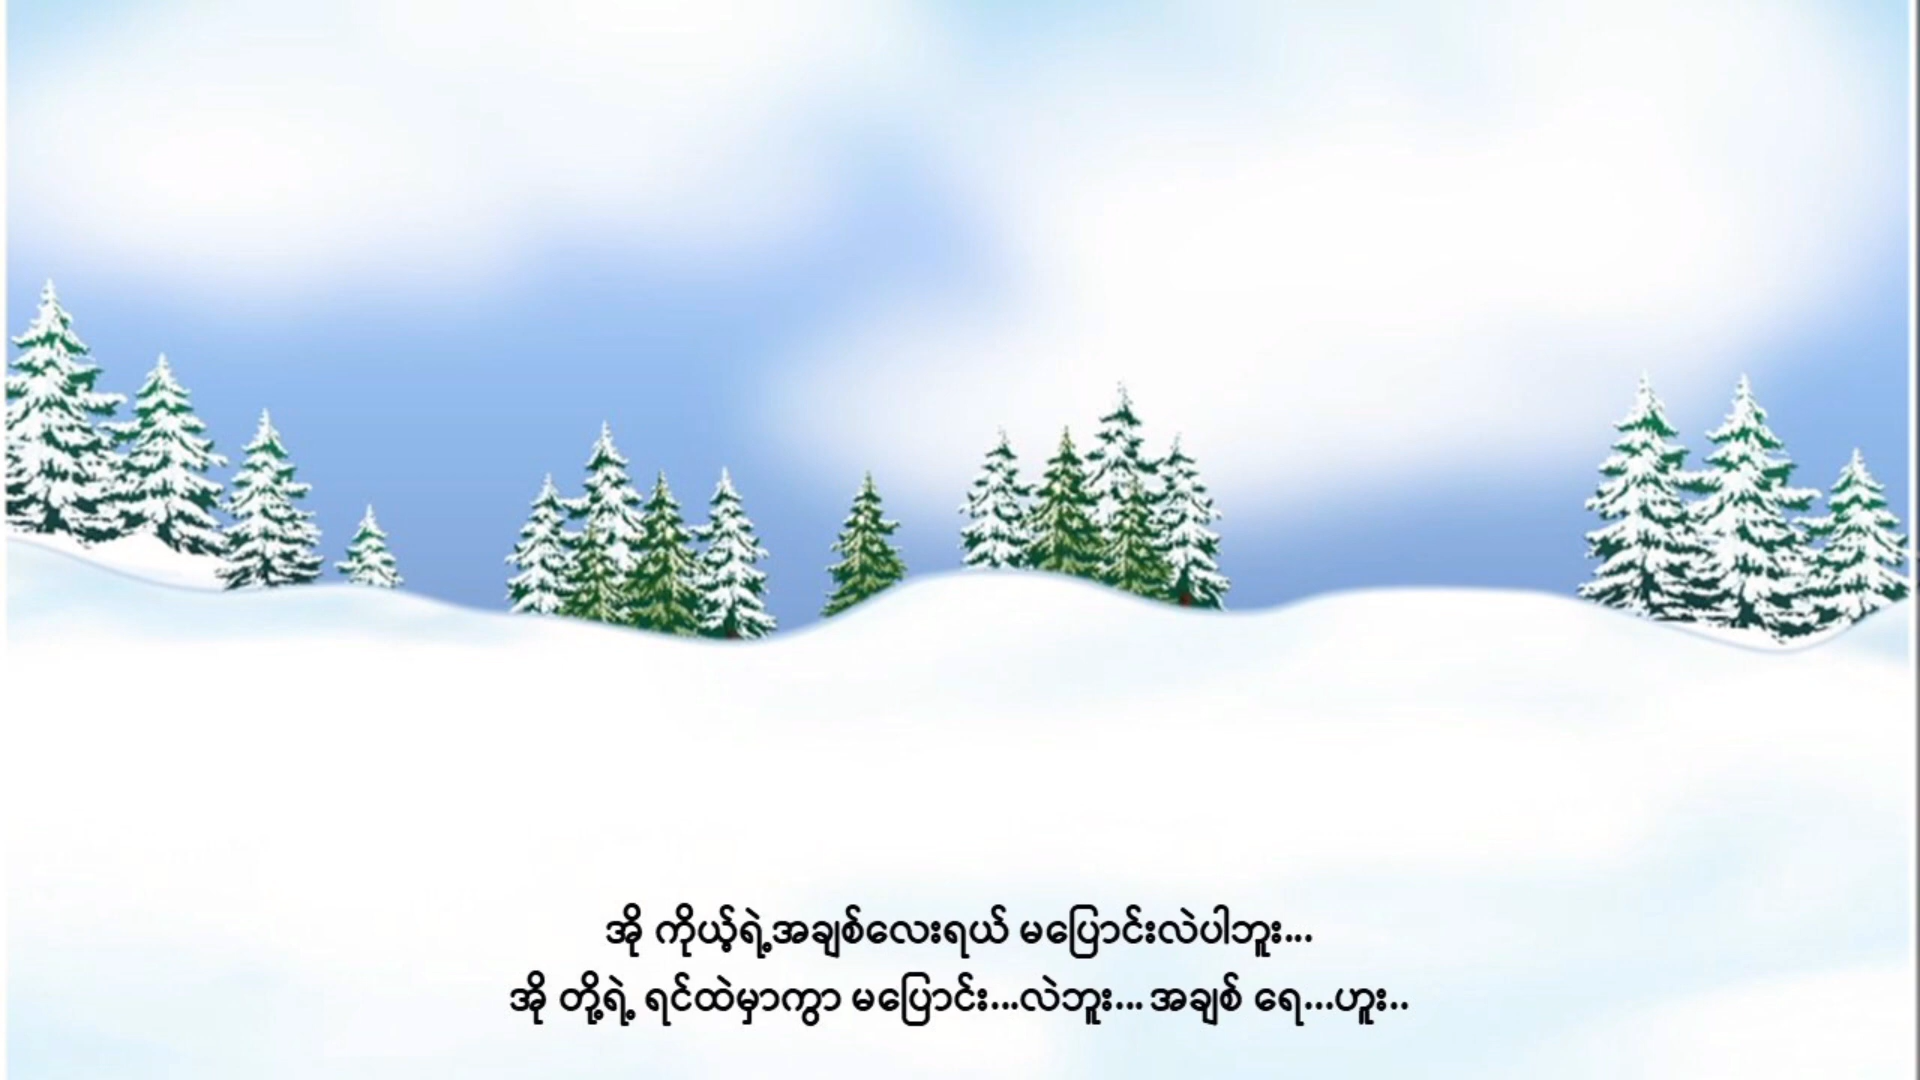 အို ကိုယ့်ရဲ့အချစ်လေးရယ် မပြောင်းလဲပါဘူး...
အို တို့ရဲ့ ရင်ထဲမှာကွာ မပြောင်း...လဲဘူး... အချစ် ရေ...ဟူး..